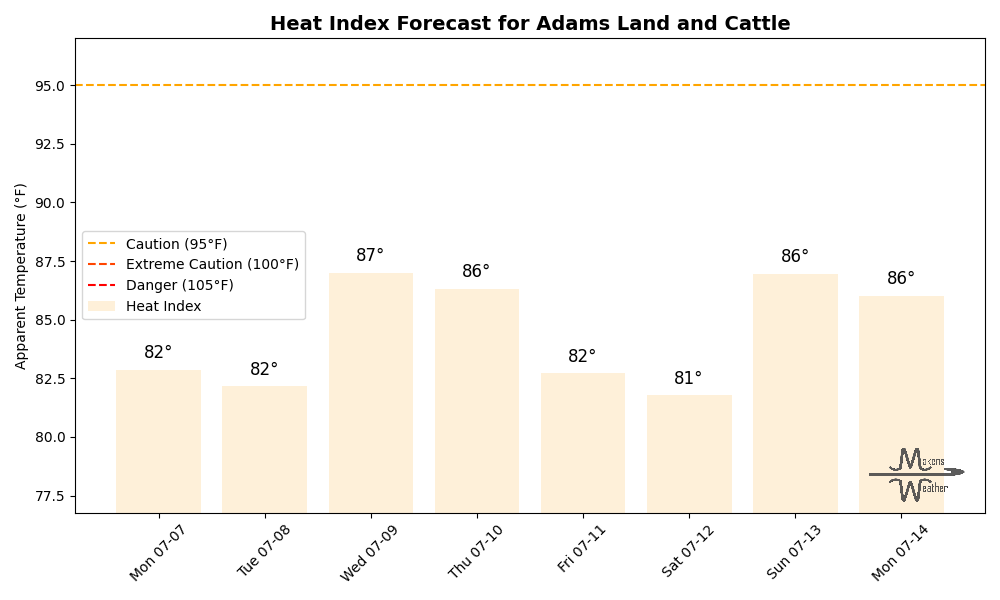 Heat Index Forecast for Adams Land and Cattle
Apparent Temperature (°F)
95.0
92.5
90.0
87.5
85.0
82.5
80.0
77.5
Caution (95°F)
Extreme Caution (100°F)
Danger (105°F)
Heat Index
82°
82°
87°
86°
82°
81°
86°
86°
Mon 07-07
Tue 07-08
Wed 07-09
Thu 07-10
Fri 07-11
Sat 07-12
Sun 07-13
Mon 07-14
Nokens
Weather